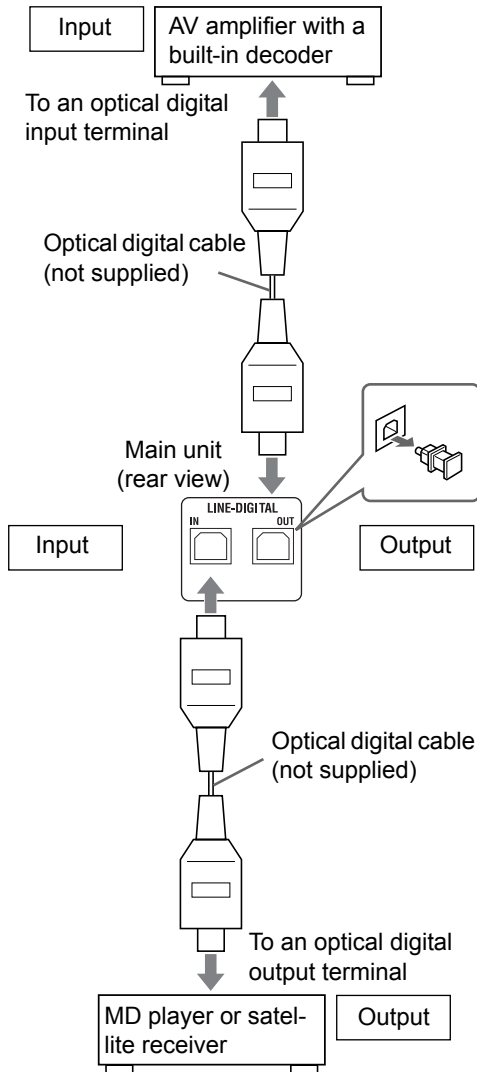 Input
AV amplifier with a
built-in decoder
To an optical digital
input terminal
Optical digital cable
(not supplied)
Main unit
(rear view)
LINE-DIGITAL
IN
OUT
Input
Output
Optical digital cable
(not supplied)
To an optical digital
output terminal
MD player or satel-
lite receiver
Output